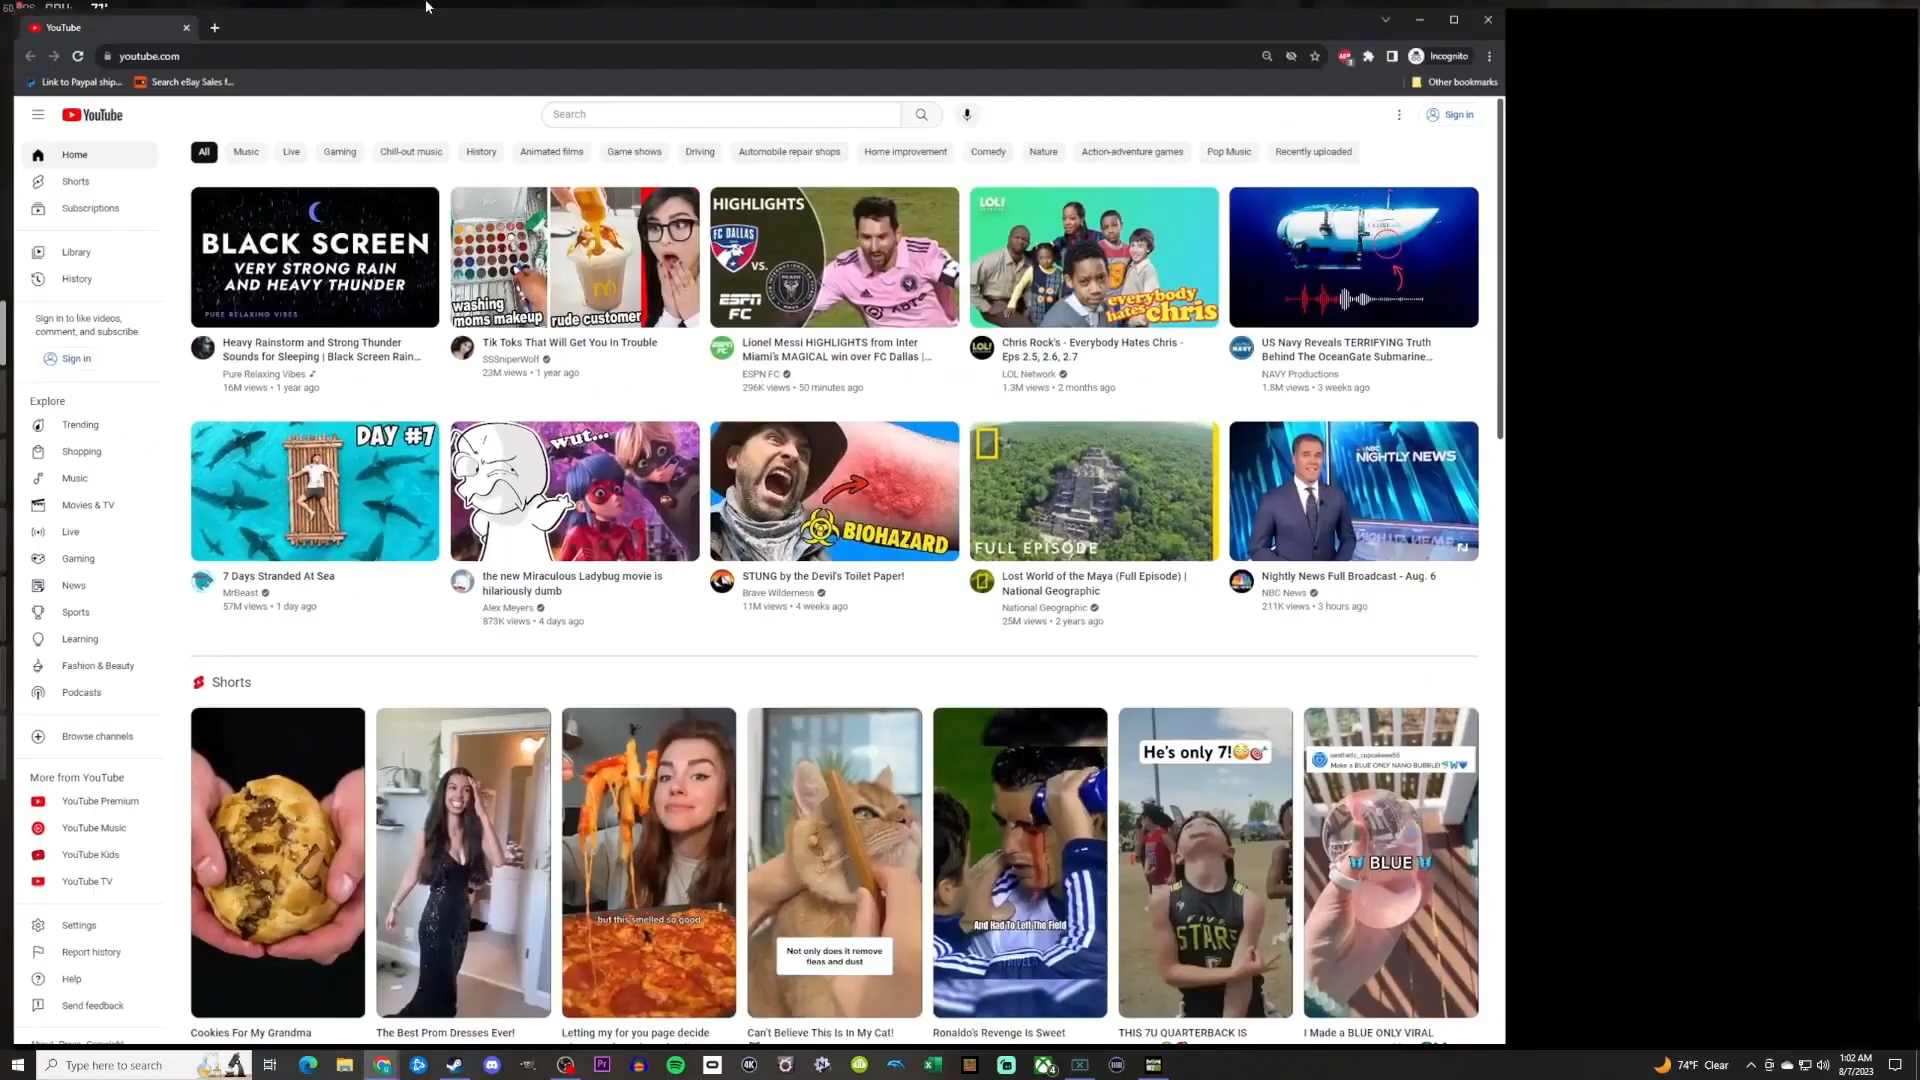 YouTube
youtube.com
Incognito
Link to Paypal ship...
Search eBay Sales f...
Other bookmarks
YouTube
Search
Sign in
All
Music
Live
Gaming
Chill-out music
History
Animated films
Game shows
Driving
Automobile repair shops
Home improvement
Comedy
Nature
Action-adventure games
Pop Music
Recently uploaded
Home
Shorts
Subscriptions
Library
History
Sign in to like videos,
comment, and subscribe.
Sign in
Explore
Trending
Shopping
Music
Movies & TV
Live
Gaming
News
Sports
Learning
Fashion & Beauty
Podcasts
Browse channels
More from YouTube
YouTube Premium
YouTube Music
YouTube Kids
YouTube TV
Settings
Report history
Help
Send feedback
BLACK SCREEN
VERY STRONG RAIN
AND HEAVY THUNDER
PURE RELAXING VIBES
Heavy Rainstorm and Strong Thunder
Sounds for Sleeping | Black Screen Rain...
Pure Relaxing Vibes
16M views • 1 year ago
washing
moms makeup
rude customer
Tik Toks That Will Get You In Trouble
SSSniperWolf
23M views • 1 year ago
HIGHLIGHTS
FC DALLAS
VS.
ESPN
FC
Lionel Messi HIGHLIGHTS from Inter
Miami's MAGICAL win over FC Dallas |...
ESPN FC
296K views • 50 minutes ago
LOL!
NETWORK
everybody
hates chris
Chris Rock's - Everybody Hates Chris -
Eps 2.5, 2.6, 2.7
LOL Network
1.3M views • 2 months ago
US Navy Reveals TERRIFYING Truth
Behind The OceanGate Submarine...
NAVY Productions
1.8M views • 3 weeks ago
DAY #7
7 Days Stranded At Sea
MrBeast
57M views • 1 day ago
wut...
the new Miraculous Ladybug movie is
hilariously dumb
Alex Meyers
873K views • 4 days ago
BIOHAZARD
STUNG by the Devil's Toilet Paper!
Brave Wilderness
11M views • 4 weeks ago
FULL EPISODE
Lost World of the Maya (Full Episode) |
National Geographic
National Geographic
25M views • 2 years ago
NBC
NIGHTLY NEWS
Nightly News Full Broadcast - Aug. 6
NBC News
211K views • 3 hours ago
Shorts
Cookies For My Grandma
The Best Prom Dresses Ever!
but this smelled so good
Letting my for you page decide
Not only does it remove
fleas and dust
Can't Believe This Is In My Cat!
And Had To Left The Field
Ronaldo's Revenge Is Sweet
He's only 7!
FIVE
STARS
THIS 7U QUARTERBACK IS
aesthetic_cupcakeee55
Make a BLUE ONLY NANO BUBBLE!
BLUE
I Made a BLUE ONLY VIRAL
Type here to search
74°F Clear
1:02 AM
8/7/2023